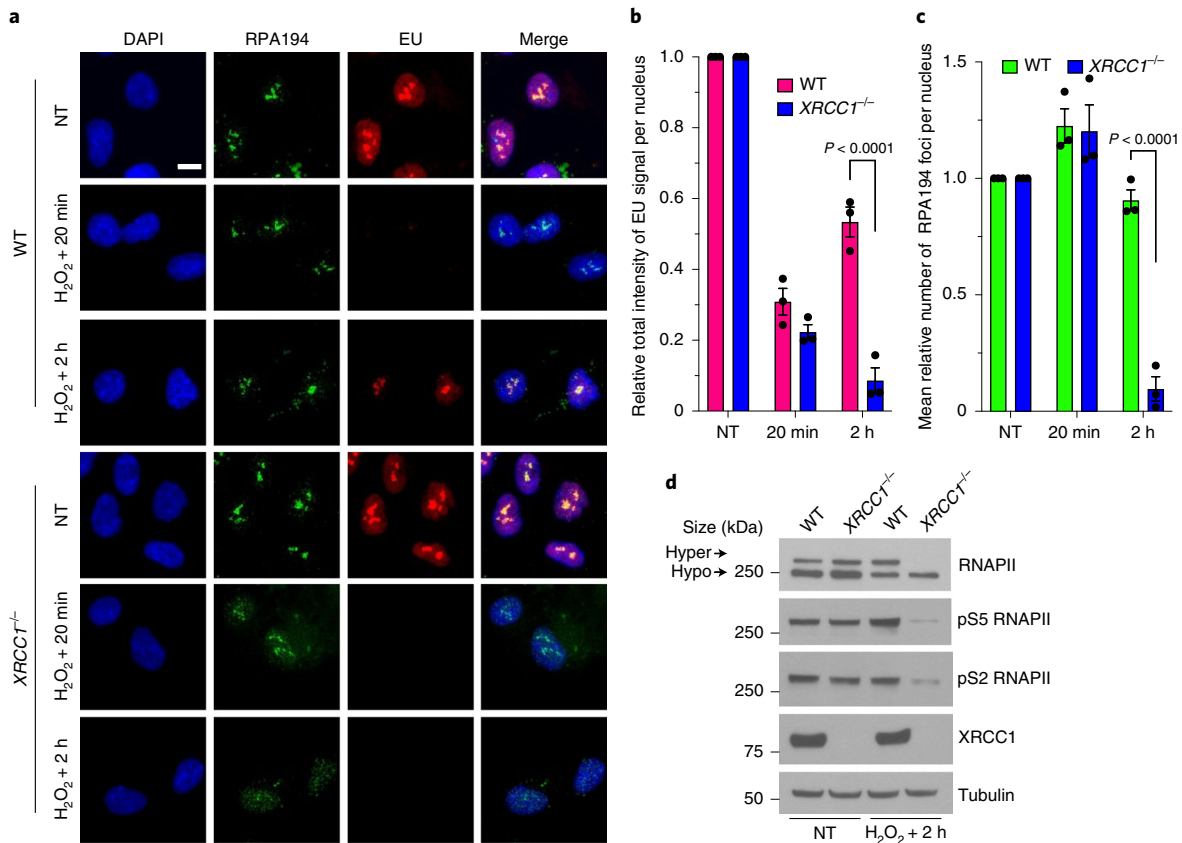 a
DAPI RPA194 EU Merge
WT
NT
H₂O₂ + 20 min
H₂O₂ + 2 h
XRCC1⁻/⁻
NT
H₂O₂ + 20 min
H₂O₂ + 2 h
b
Relative total intensity of EU signal per nucleus
1.0
0.8
0.6
0.4
0.2
0
WT
XRCC1⁻/⁻
P < 0.0001
NT 20 min 2 h
c
Mean relative number of RPA194 foci per nucleus
1.5
1.0
0.5
0
WT XRCC1⁻/⁻
P < 0.0001
NT 20 min 2 h
d
Size (kDa) WT XRCC1⁻/⁻ WT XRCC1⁻/⁻
Hyper→
Hypo→ 250 RNAPII
250 pS5 RNAPII
250 pS2 RNAPII
75 XRCC1
50 Tubulin
NT H₂O₂ + 2 h